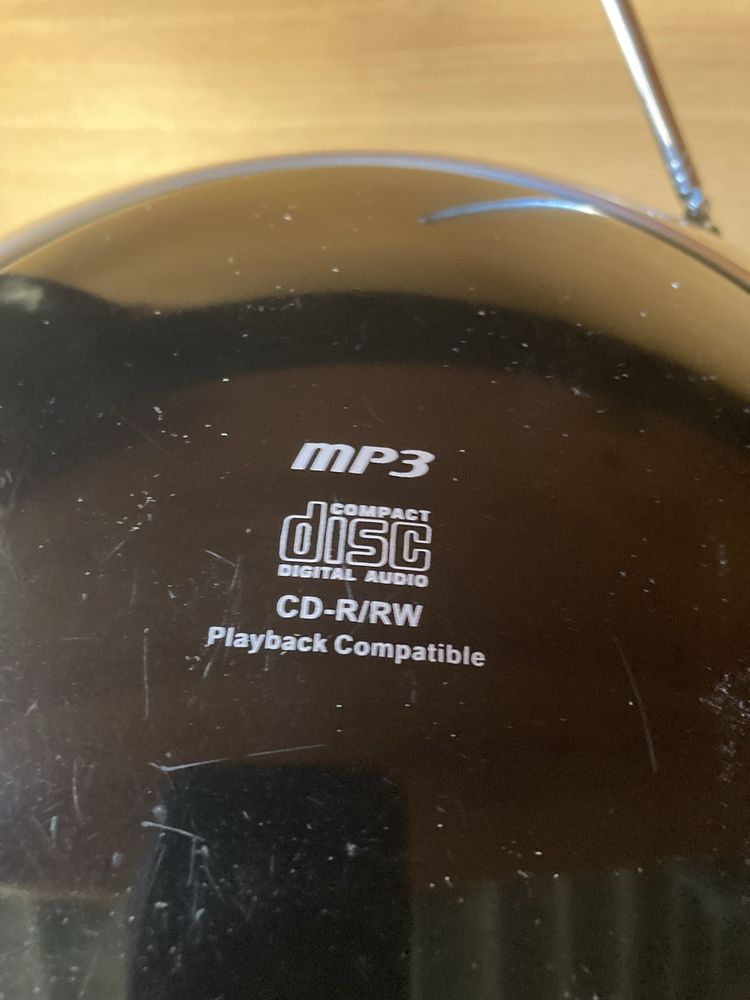 MP3
COMPACT
disc
DIGITAL AUDIO
CD-R/RW
Playback Compatible